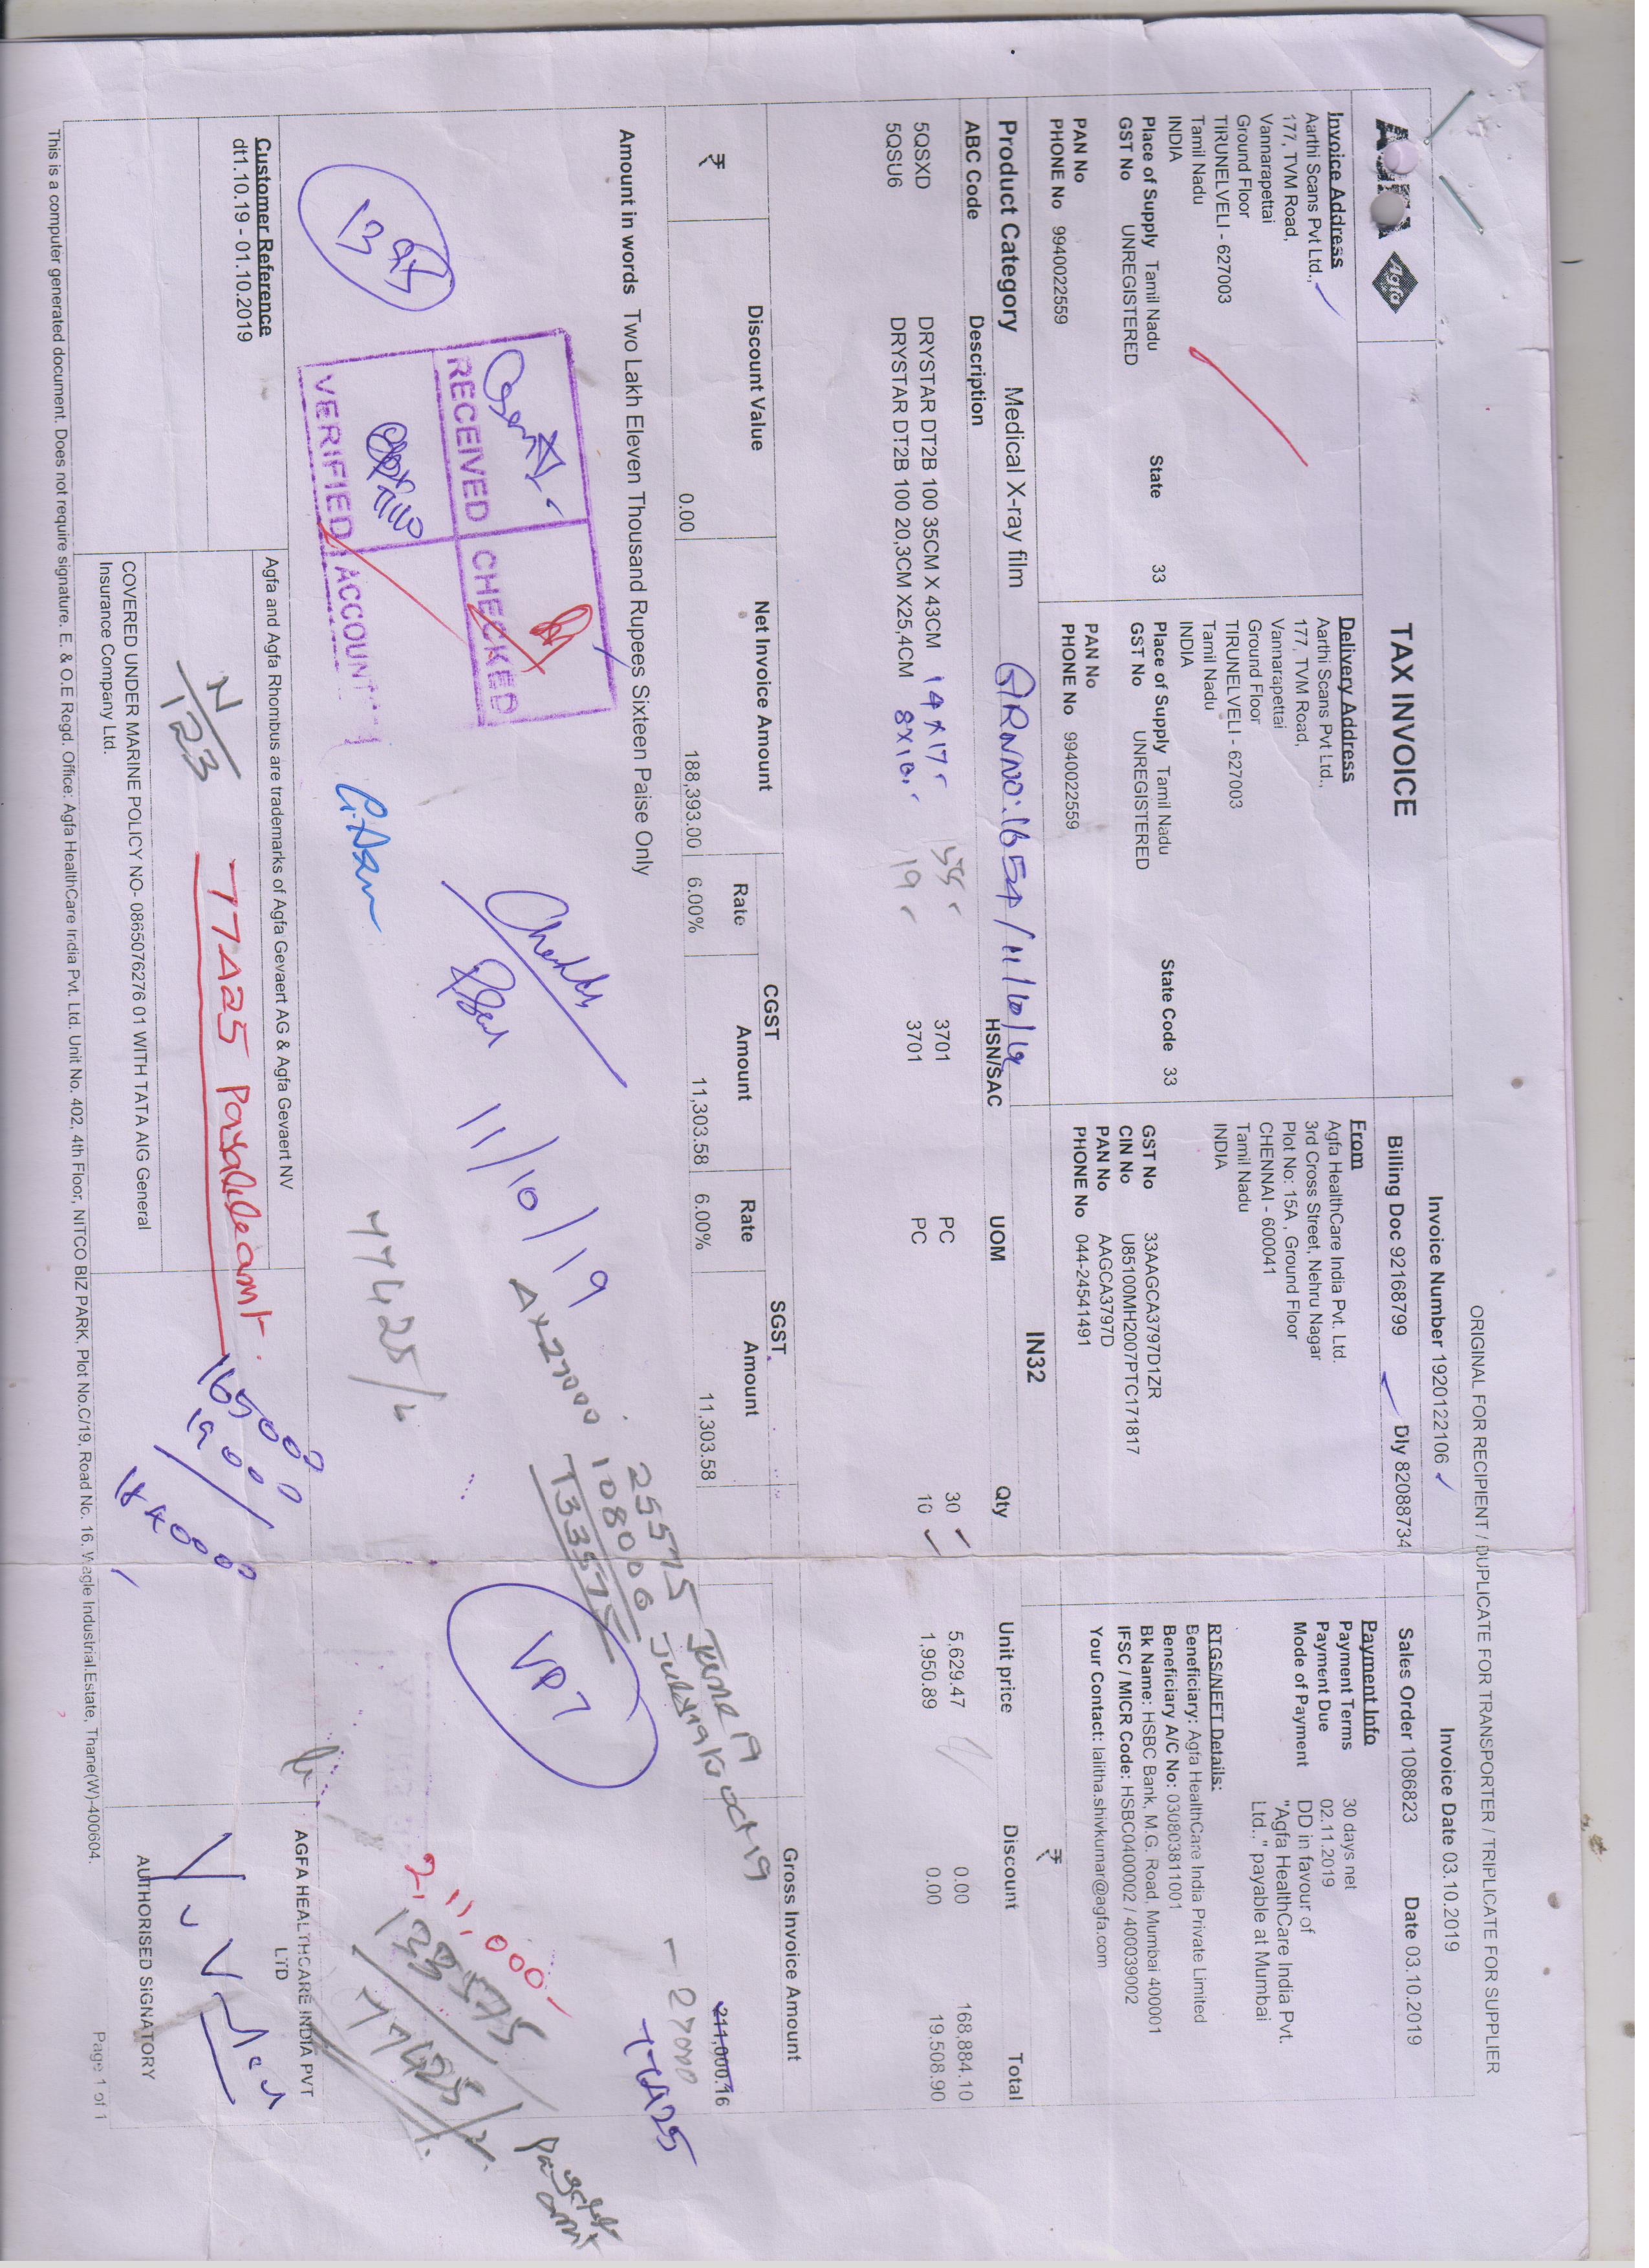 ORIGINAL FOR RECIPIENT / DUPLICATE FOR TRANSPORTER / TRIPLICATE FOR SUPPLIER
Agfa
TAX INVOICE
Invoice Number 1920122106
Invoice Date 03.10.2019
Billing Doc 92168799
Dly 82088734
Sales Order 1086823
Date 03.10.2019
Invoice Address
Aarthi Scans Pvt Ltd.,
177, TVM Road,
Vannarapettai
Ground Floor
TIRUNELVELI - 627003
Tamil Nadu
INDIA
Place of Supply Tamil Nadu State 33
GST No UNREGISTERED
PAN No
PHONE No 9940022559
Delivery Address
Aarthi Scans Pvt Ltd.,
177, TVM Road,
Vannarapettai
Ground Floor
TIRUNELVELI - 627003
Tamil Nadu
INDIA
Place of Supply Tamil Nadu State Code 33
GST No UNREGISTERED
PAN No
PHONE No 9940022559
From
Agfa HealthCare India Pvt. Ltd.
3rd Cross Street, Nehru Nagar
Plot No: 15A , Ground Floor
CHENNAI - 600041
Tamil Nadu
INDIA
GST No 33AAGCA3797D1ZR
CIN No U85100MH2007PTC171817
PAN No AAGCA3797D
PHONE No 044-24541491
Payment Info
Payment Terms 30 days net
Payment Due 02.11.2019
Mode of Payment DD in favour of
"Agfa HealthCare India Pvt.
Ltd.," payable at Mumbai
RTGS/NEFT Details:
Beneficiary: Agfa HealthCare India Private Limited
Beneficiary A/C No: 030803811001
Bk Name: HSBC Bank, M.G. Road, Mumbai 400001
IFSC / MICR Code: HSBC0400002 / 400039002
Your Contact: lalitha.shivkumar@agfa.com
Product Category Medical X-ray film
GRN NO: 1654 / 11/10/19
IN32
₹
ABC Code Description HSN/SAC UOM Qty Unit price Discount Total
5QSXD DRYSTAR DT2B 100 35CM X 43CM 14X17 3701 PC 30 5,629.47 0.00 168,884.10
5QSU6 DRYSTAR DT2B 100 20,3CM X25,4CM 8X10 19 3701 PC 10 1,950.89 0.00 19,508.90
Discount Value Net Invoice Amount CGST SGST Gross Invoice Amount
Rate Amount Rate Amount
₹ 0.00 188,393.00 6.00% 11,303.58 6.00% 11,303.58 211,000.16
- 27000
77425
Amount in words Two Lakh Eleven Thousand Rupees Sixteen Paise Only
25575 June 19
108000 July 19 to Oct 19
133575
4x27000
RECEIVED CHECKED
VERIFIED ACCOUNT
11/10/19
77425/-
VP7
2,11,000-
133575
77425/-
Payable amt
Customer Reference
dt1.10.19 - 01.10.2019
Agfa and Agfa Rhombus are trademarks of Agfa Gevaert AG & Agfa Gevaert NV
N/123
77425 Payable amt.
165000
19000
184000
COVERED UNDER MARINE POLICY NO- 0865076276 01 WITH TATA AIG General
Insurance Company Ltd.
AGFA HEALTHCARE INDIA PVT
LTD
AUTHORISED SIGNATORY
This is a computer generated document. Does not require signature. E. & O.E Regd. Office: Agfa HealthCare India Pvt. Ltd. Unit No. 402, 4th Floor, NITCO BIZ PARK, Plot No.C/19, Road No. 16, Wagle Industrial.Estate, Thane(W)-400604.
Page 1 of 1